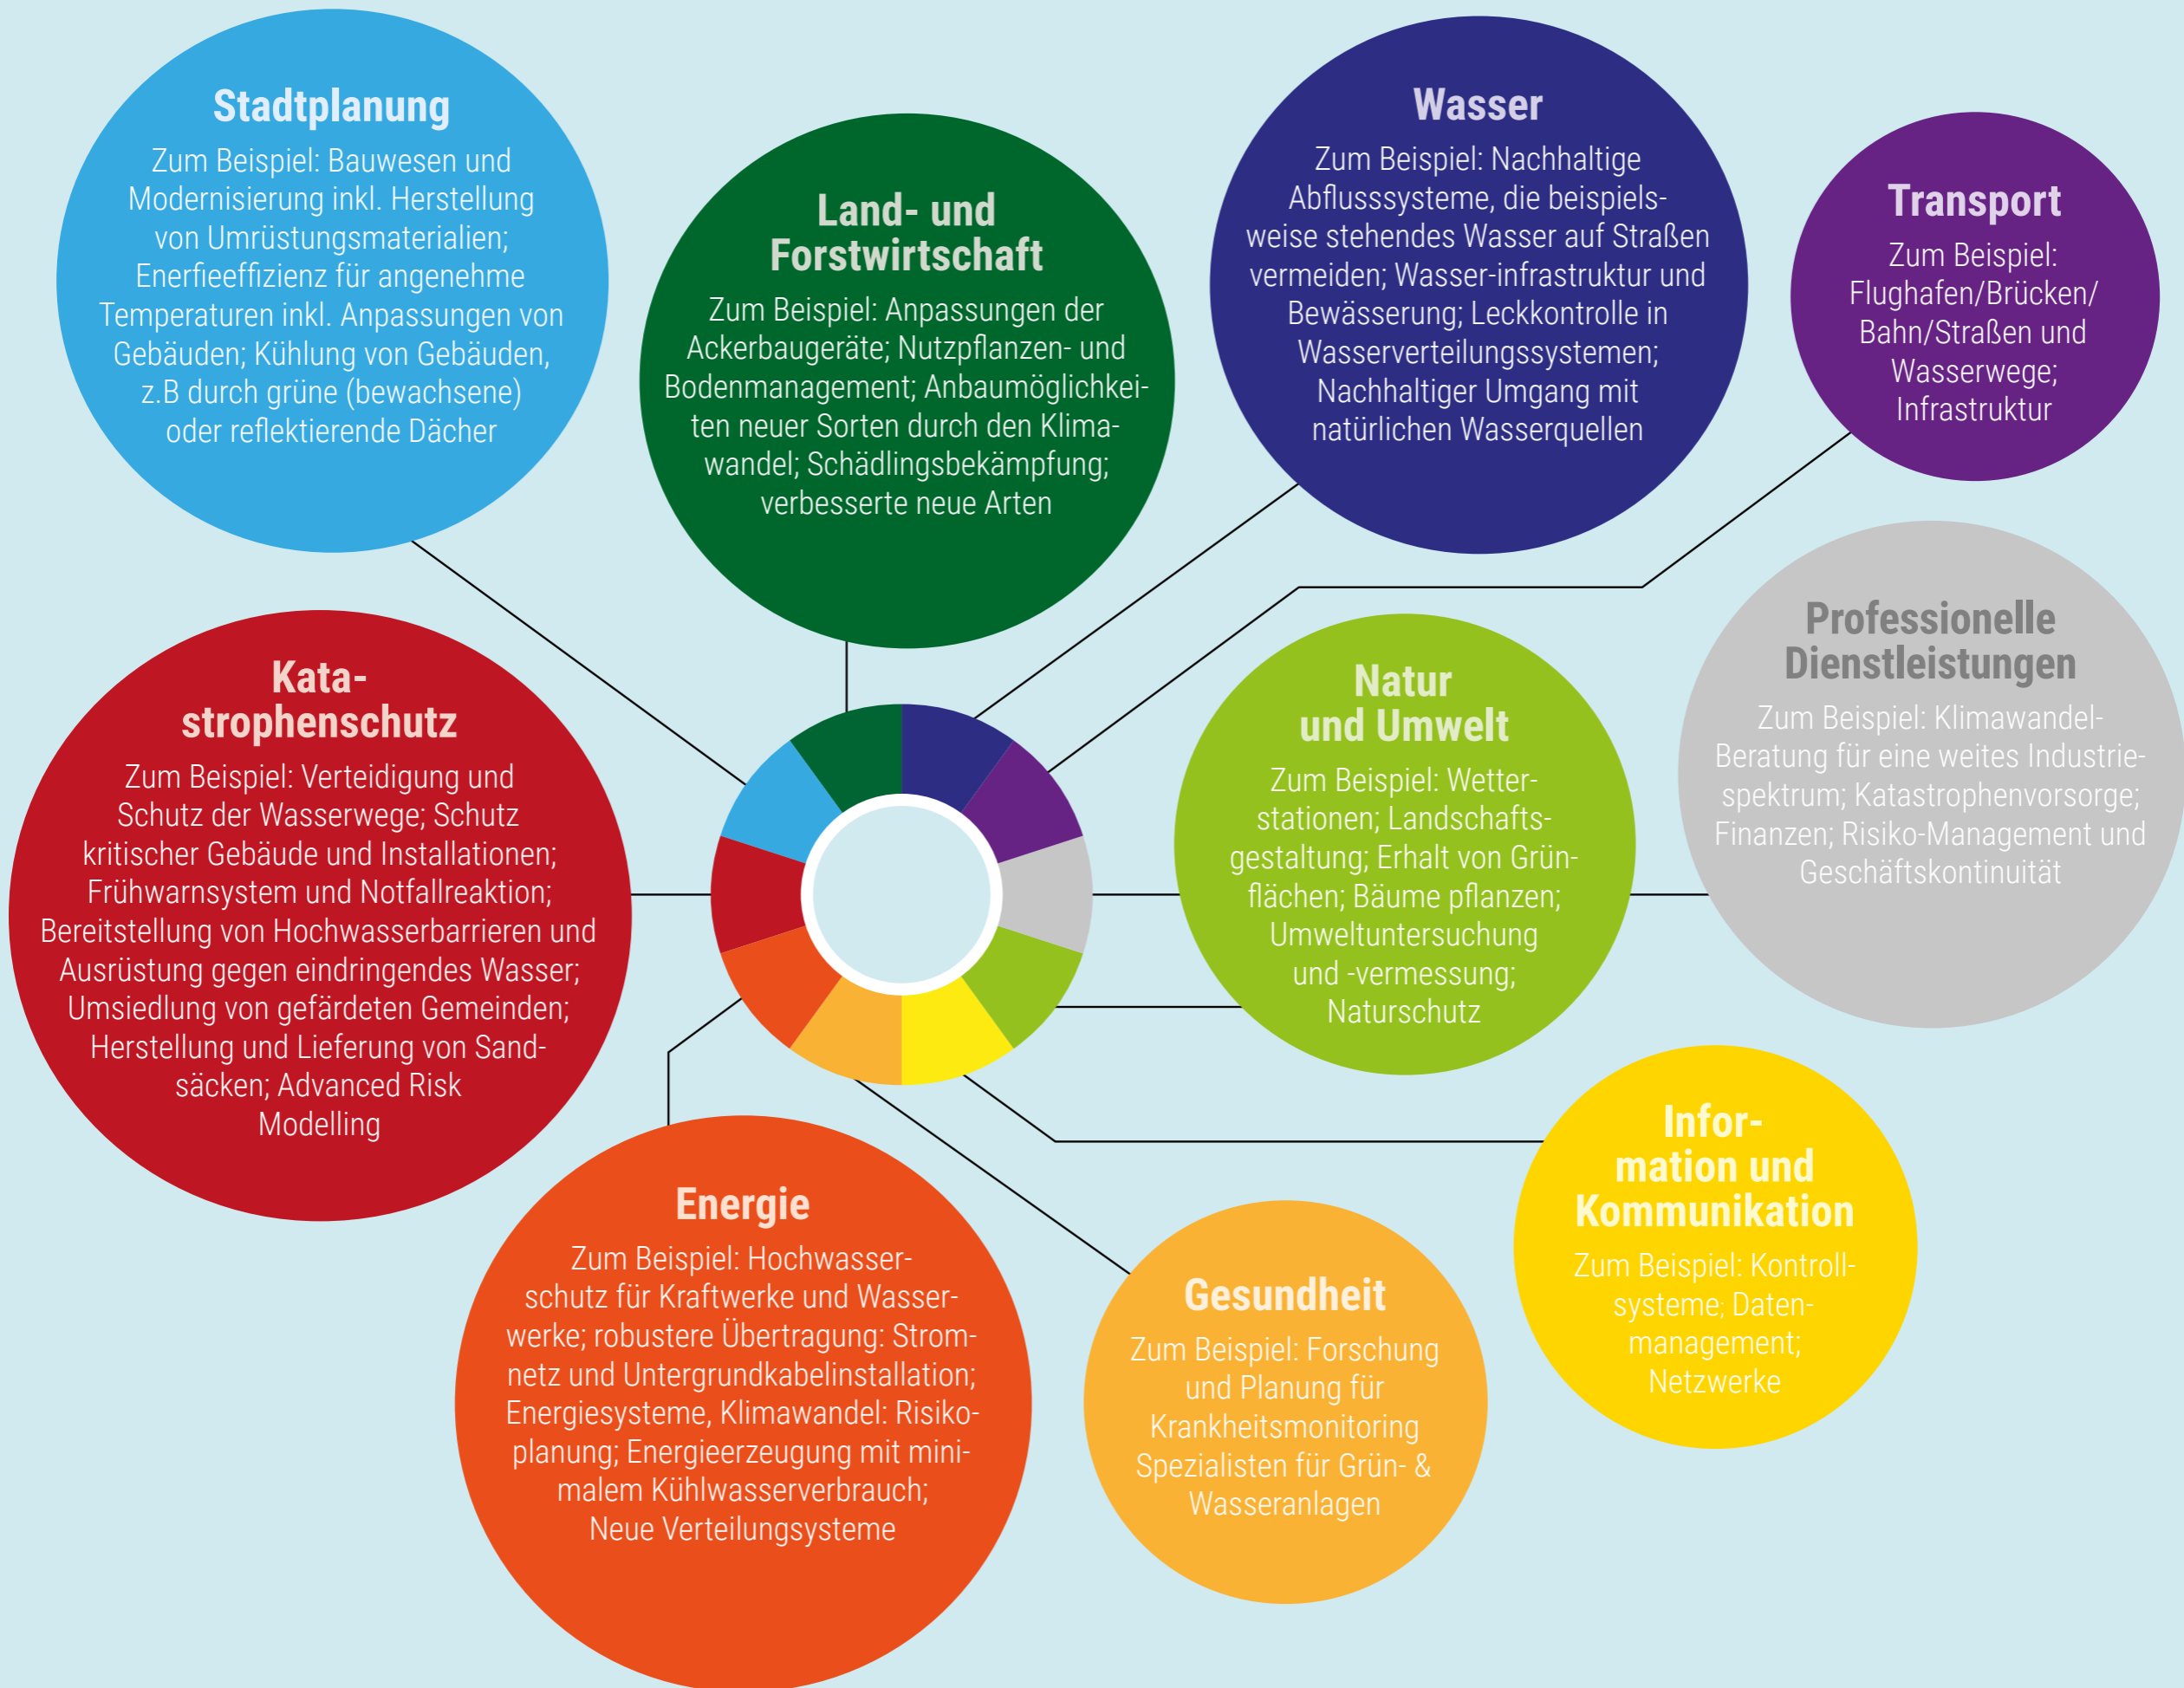 Stadtplanung
Zum Beispiel: Bauwesen und
Modernisierung inkl. Herstellung
von Umrüstungsmaterialien;
Enerfieeffizienz für angenehme
Temperaturen inkl. Anpassungen von
Gebäuden; Kühlung von Gebäuden,
z.B durch grüne (bewachsene)
oder reflektierende Dächer
Land- und
Forstwirtschaft
Zum Beispiel: Anpassungen der
Ackerbaugeräte; Nutzpflanzen- und
Bodenmanagement; Anbaumöglichkei-
ten neuer Sorten durch den Klima-
wandel; Schädlingsbekämpfung;
verbesserte neue Arten
Wasser
Zum Beispiel: Nachhaltige
Abflusssysteme, die beispiels-
weise stehendes Wasser auf Straßen
vermeiden; Wasser-infrastruktur und
Bewässerung; Leckkontrolle in
Wasserverteilungssystemen;
Nachhaltiger Umgang mit
natürlichen Wasserquellen
Transport
Zum Beispiel:
Flughafen/Brücken/
Bahn/Straßen und
Wasserwege;
Infrastruktur
Kata-
strophenschutz
Zum Beispiel: Verteidigung und
Schutz der Wasserwege; Schutz
kritischer Gebäude und Installationen;
Frühwarnsystem und Notfallreaktion;
Bereitstellung von Hochwasserbarrieren und
Ausrüstung gegen eindringendes Wasser;
Umsiedlung von gefärdeten Gemeinden;
Herstellung und Lieferung von Sand-
säcken; Advanced Risk
Modelling
Natur
und Umwelt
Zum Beispiel: Wetter-
stationen; Landschafts-
gestaltung; Erhalt von Grün-
flächen; Bäume pflanzen;
Umweltuntersuchung
und -vermessung;
Naturschutz
Professionelle
Dienstleistungen
Zum Beispiel: Klimawandel-
Beratung für eine weites Industrie-
spektrum; Katastrophenvorsorge;
Finanzen; Risiko-Management und
Geschäftskontinuität
Energie
Zum Beispiel: Hochwasser-
schutz für Kraftwerke und Wasser-
werke; robustere Übertragung: Strom-
netz und Untergrundkabelinstallation;
Energiesysteme, Klimawandel: Risiko-
planung; Energieerzeugung mit mini-
malem Kühlwasserverbrauch;
Neue Verteilungsysteme
Gesundheit
Zum Beispiel: Forschung
und Planung für
Krankheitsmonitoring
Spezialisten für Grün- &
Wasseranlagen
Infor-
mation und
Kommunikation
Zum Beispiel: Kontroll-
systeme; Daten-
management;
Netzwerke